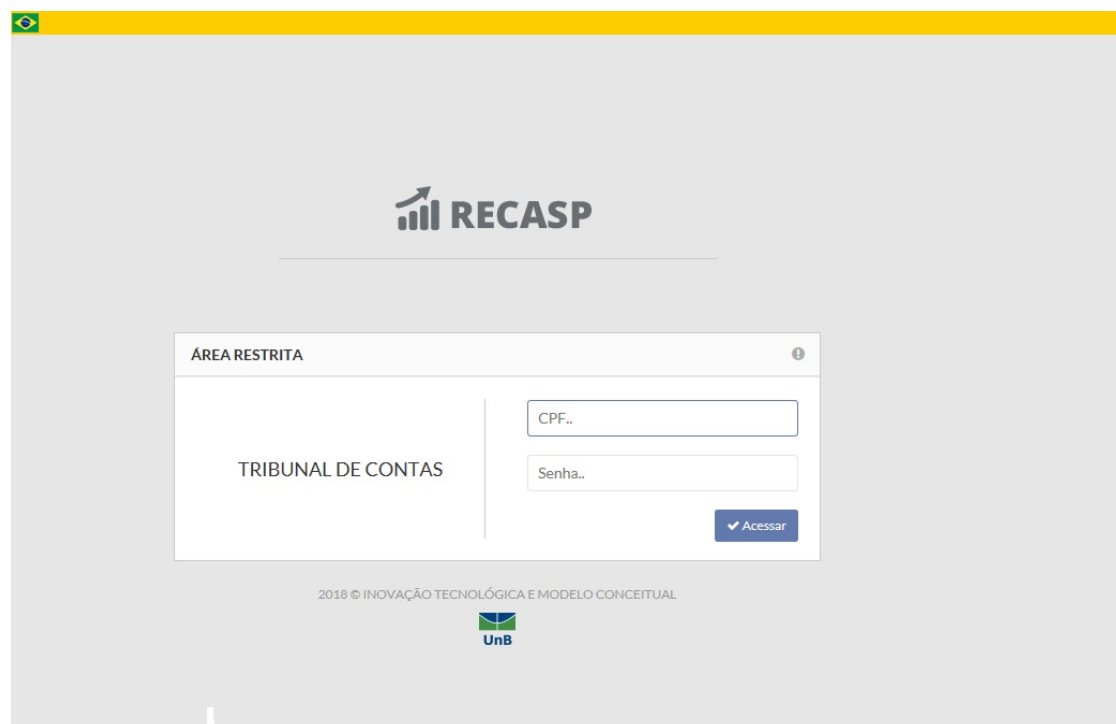 RECASP
ÁREA RESTRITA
CPF..
TRIBUNAL DE CONTAS
Senha..
Acessar
2018 © INOVAÇÃO TECNOLÓGICA E MODELO CONCEITUAL
UnB